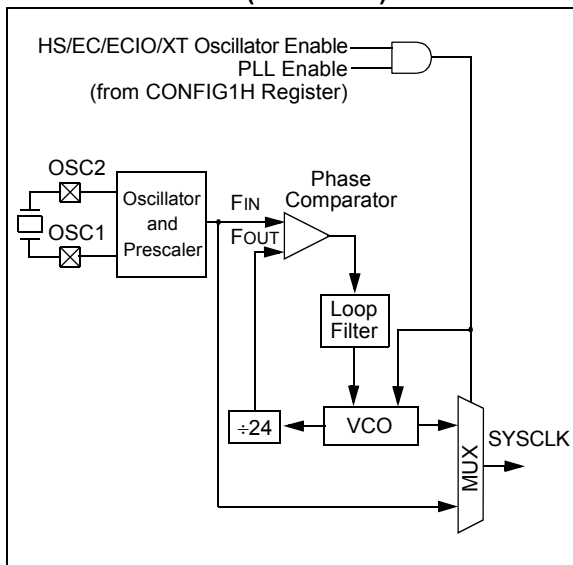 HS/EC/ECIO/XT Oscillator Enable
PLL Enable
(from CONFIG1H Register)
OSC2
OSC1
Oscillator
and
Prescaler
FIN
FOUT
Phase
Comparator
Loop
Filter
÷24
VCO
MUX
SYSCLK